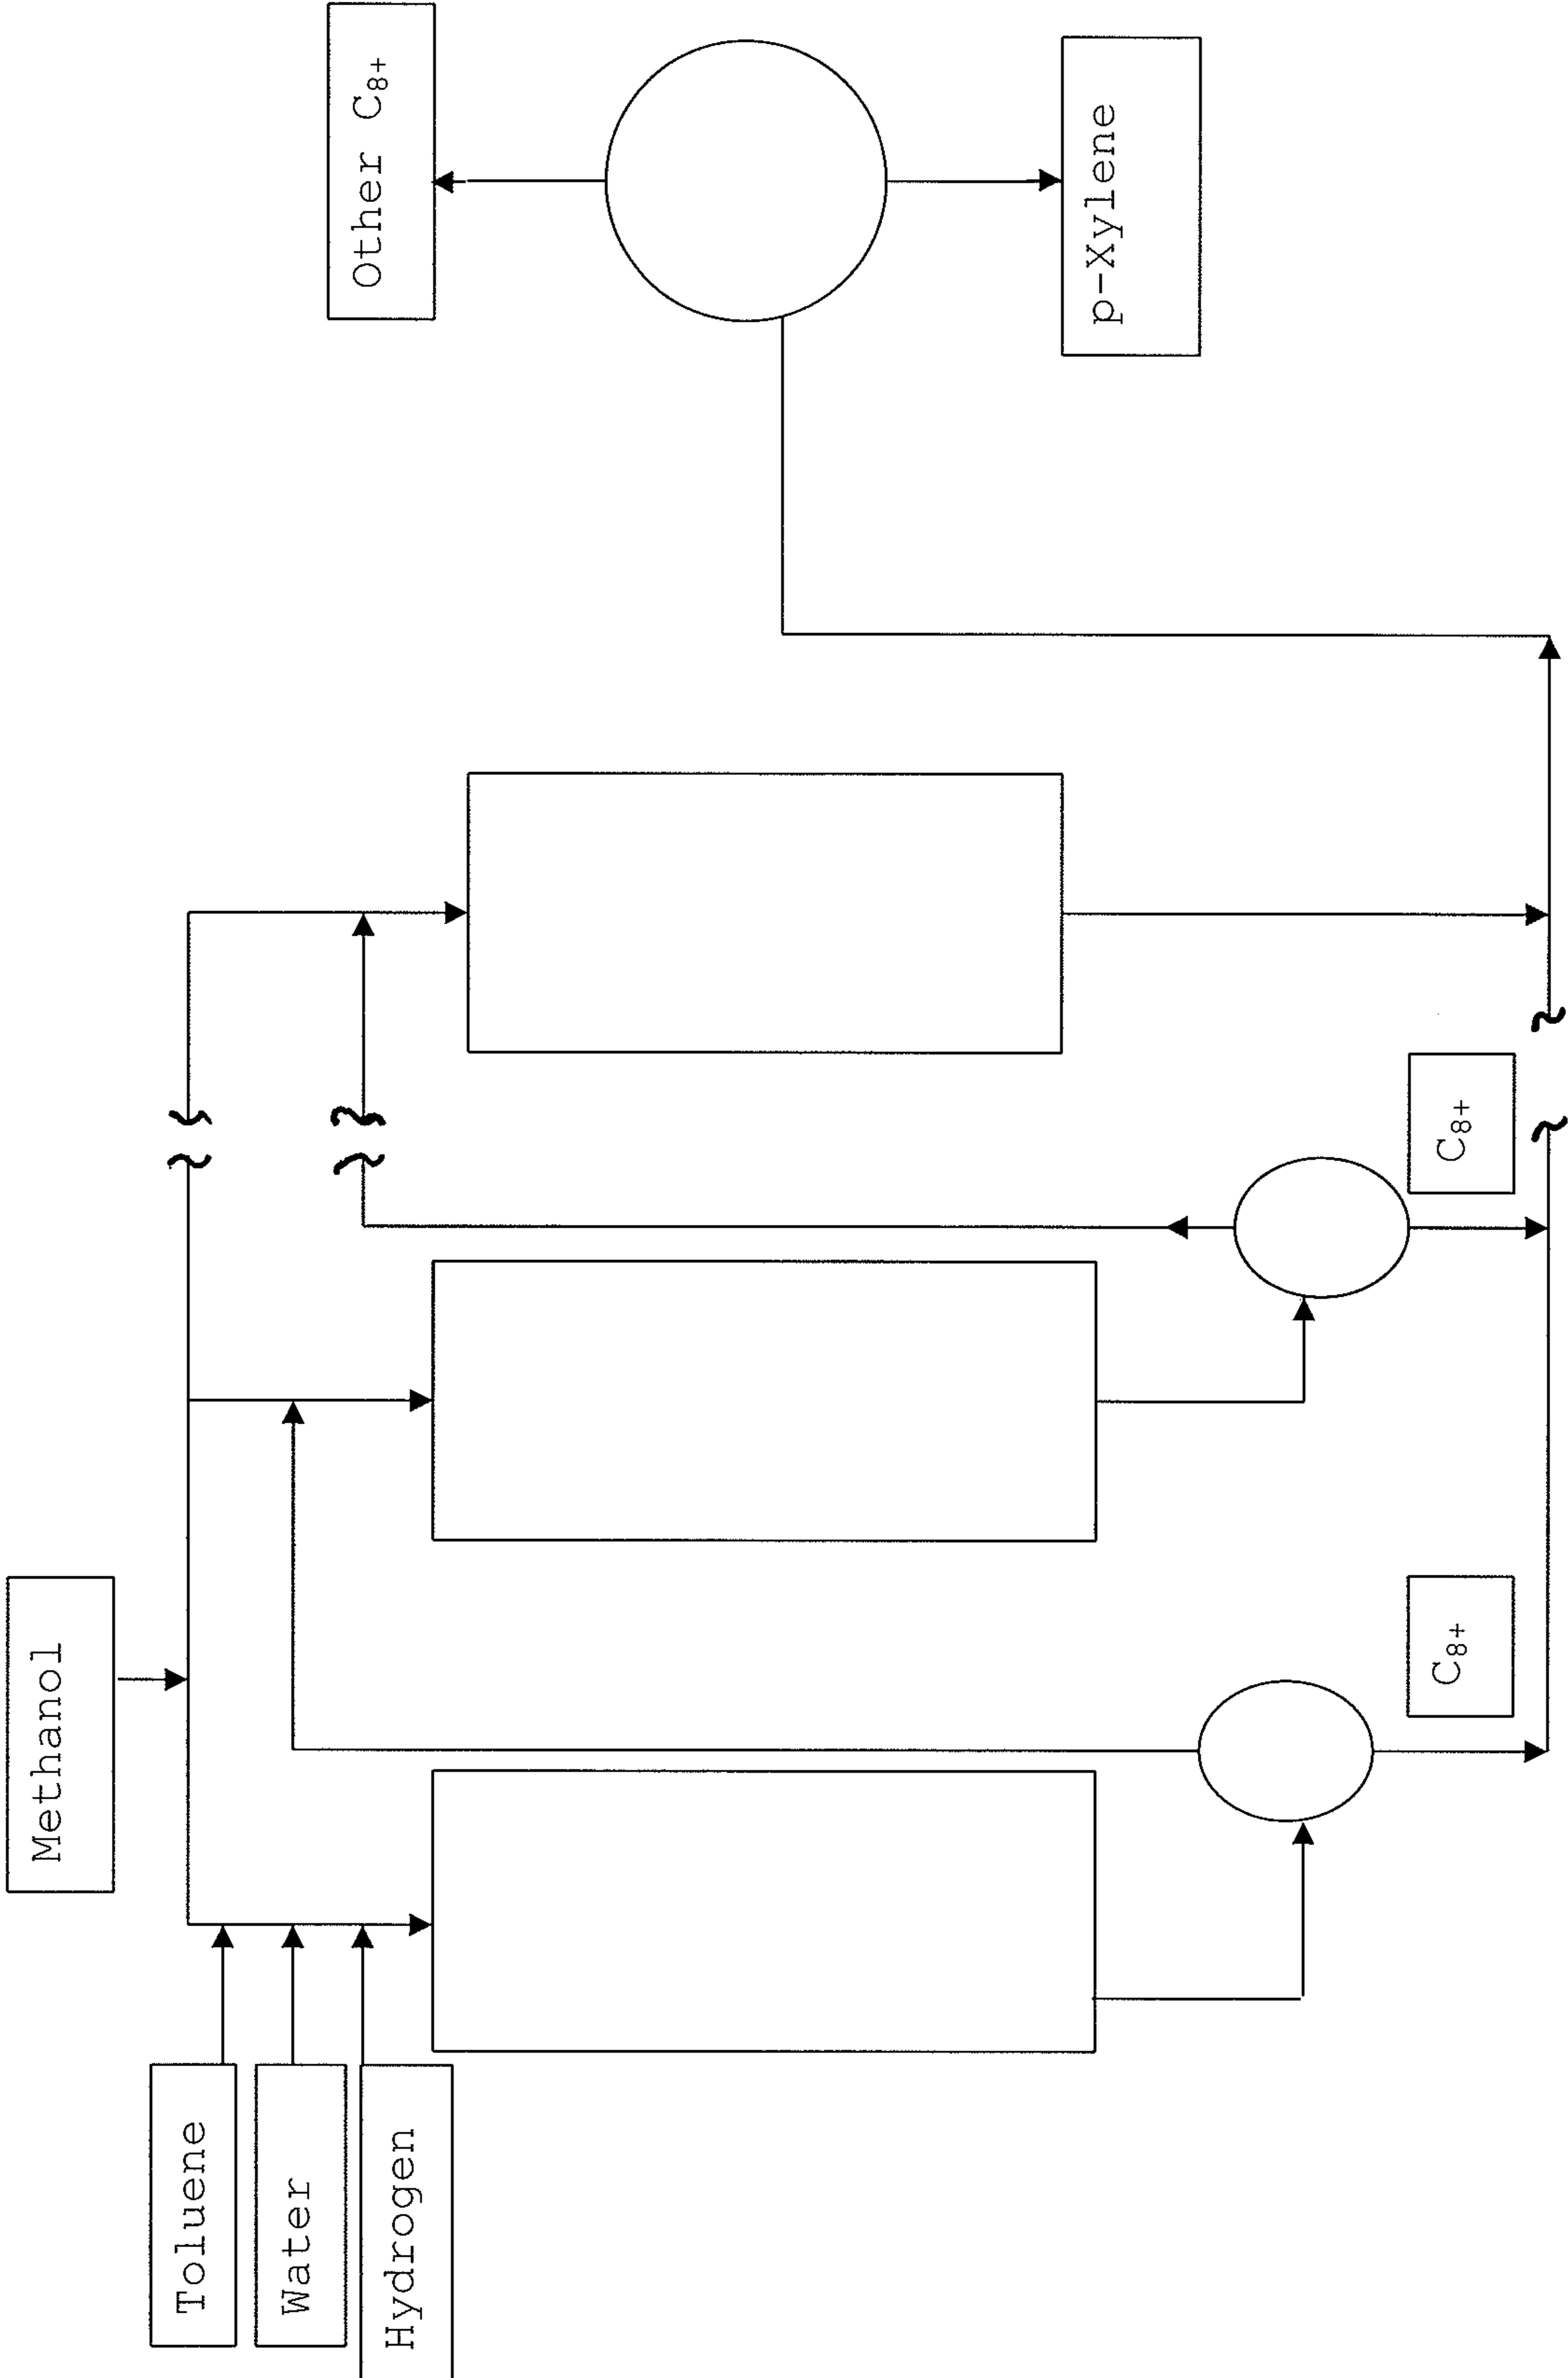 Methanol
Toluene
Water
Hydrogen
C8+
C8+
Other C8+
p-Xylene